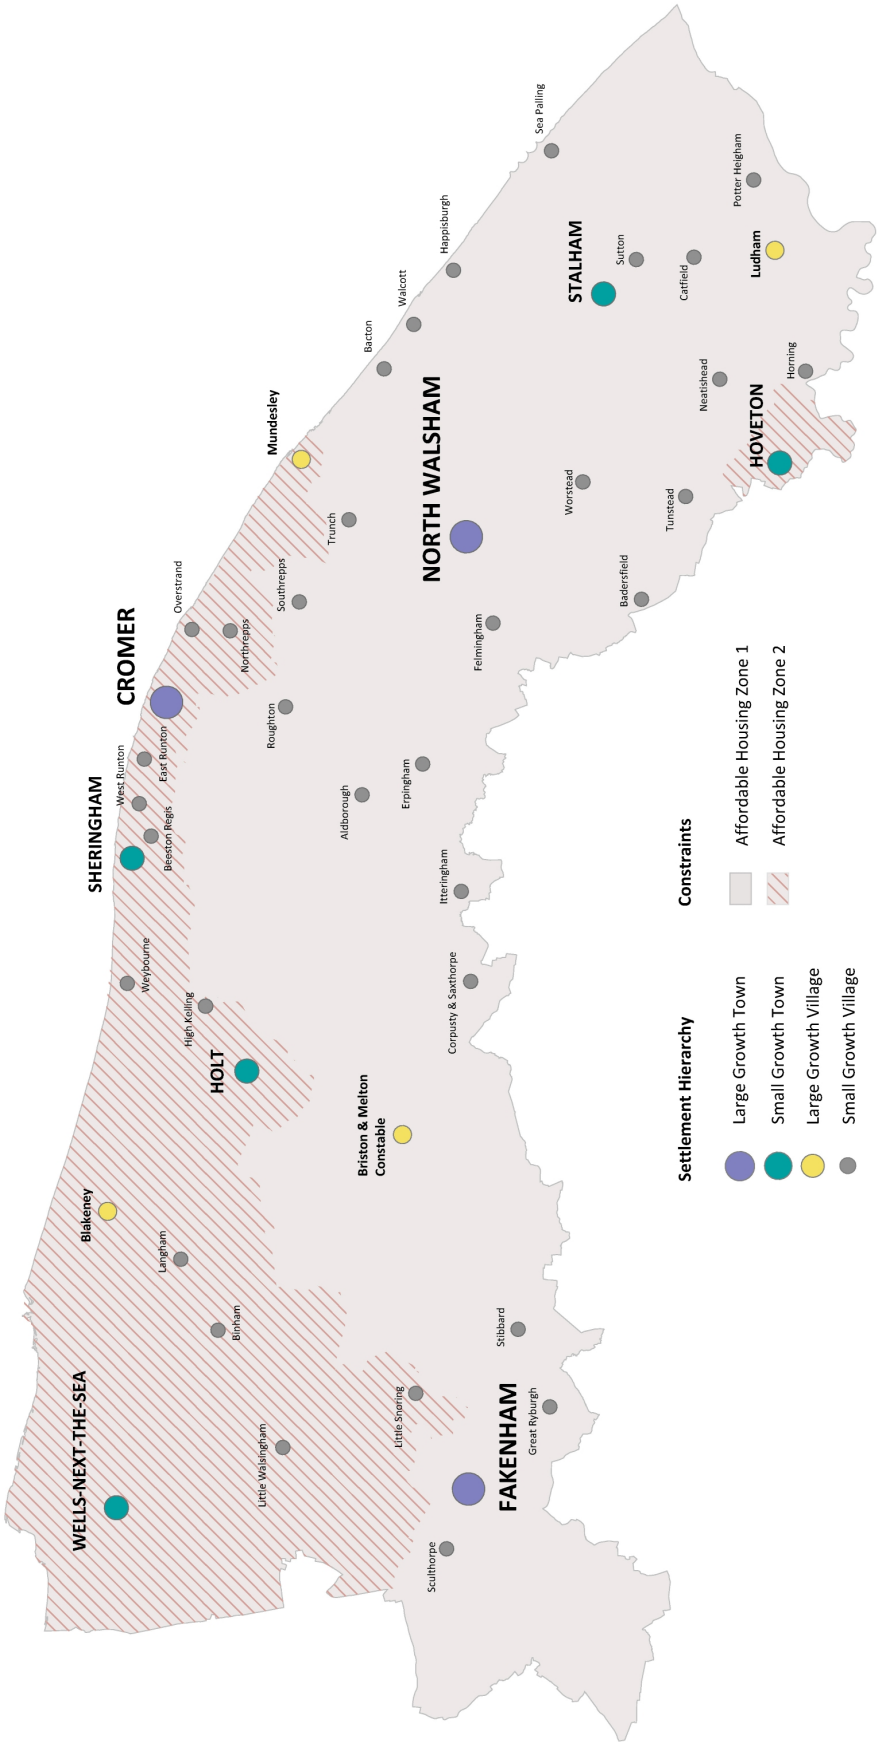 WELLS-NEXT-THE-SEA
Blakeney
Langham
Binham
Little Walsingham
Little Snoring
Sculthorpe
FAKENHAM
Great Ryburgh
Stibbard
HOLT
High Kelling
Weybourne
Briston & Melton
Constable
Corpusty & Saxthorpe
Itteringham
SHERINGHAM
Beeston Regis
West Runton
East Runton
CROMER
Overstrand
Northrepps
Southrepps
Roughton
Aldborough
Erpingham
Felmingham
Trunch
Mundesley
NORTH WALSHAM
Bacton
Walcott
Happisburgh
Sea Palling
STALHAM
Sutton
Catfield
Ludham
Potter Heigham
Worstead
Tunstead
Badersfield
Neatishead
HOVETON
Horning
Settlement Hierarchy
Large Growth Town
Small Growth Town
Large Growth Village
Small Growth Village
Constraints
Affordable Housing Zone 1
Affordable Housing Zone 2